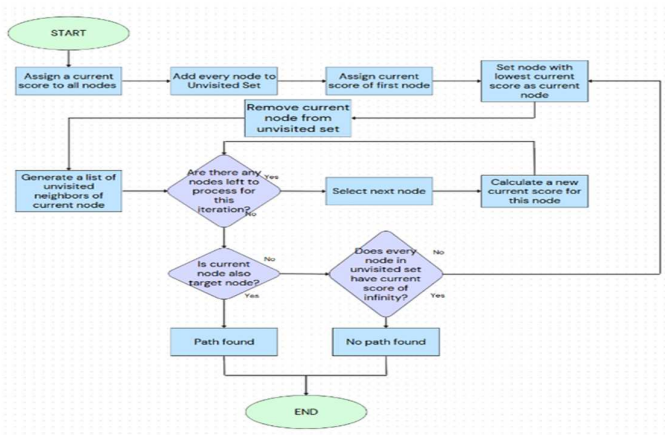 START
Assign a current
score to all nodes
Add every node to
Unvisited Set
Assign current
score of first node
Set node with
lowest current
score as current
node
Remove current
node from
unvisited set
Generate a list of
unvisited
neighbors of
current node
Are there any
nodes left to
process for
this
iteration?
Yes
No
Select next node
Calculate a new
current score for
this node
Is current
node also
target node?
No
Yas
Does every
node in
unvisited set
have current
score of
infinity?
No
Yes
Path found
No path found
END